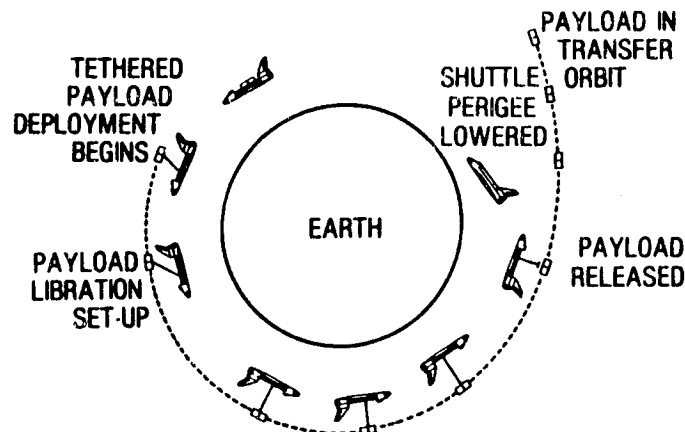 TETHERED
PAYLOAD
DEPLOYMENT
BEGINS
PAYLOAD IN
TRANSFER
ORBIT
SHUTTLE
PERIGEE
LOWERED
EARTH
PAYLOAD
LIBRATION
SET-UP
PAYLOAD
RELEASED